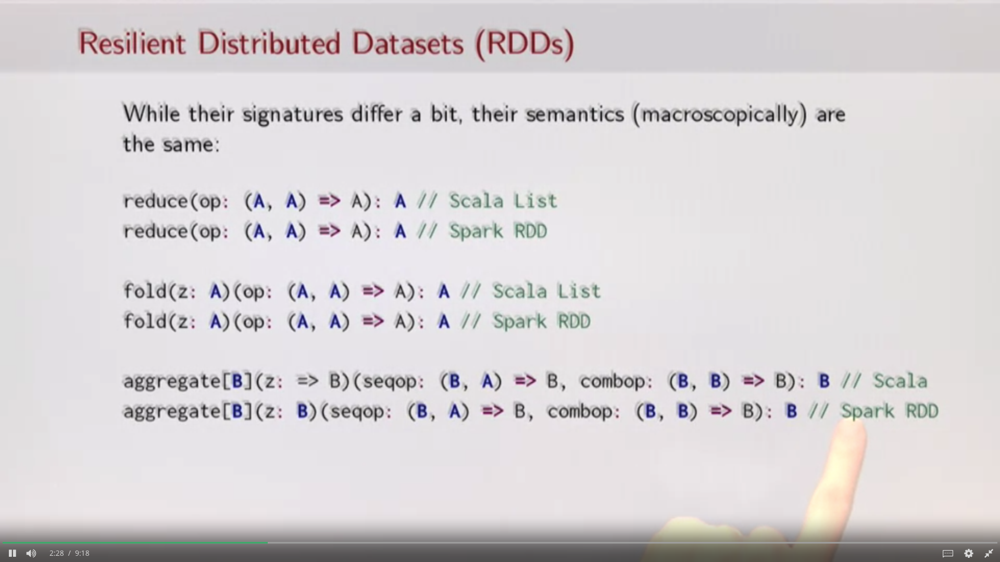 Resilient Distributed Datasets (RDDs)
While their signatures differ a bit, their semantics (macroscopically) are
the same:
reduce(op: (A, A) => A): A // Scala List
reduce(op: (A, A) => A): A // Spark RDD
fold(z: A)(op: (A, A) => A): A // Scala List
fold(z: A)(op: (A, A) => A): A // Spark RDD
aggregate[B](z: => B)(seqop: (B, A) => B, combop: (B, B) => B): B // Scala
aggregate[B](z: B)(seqop: (B, A) => B, combop: (B, B) => B): B // Spark RDD
2:28 / 9:18